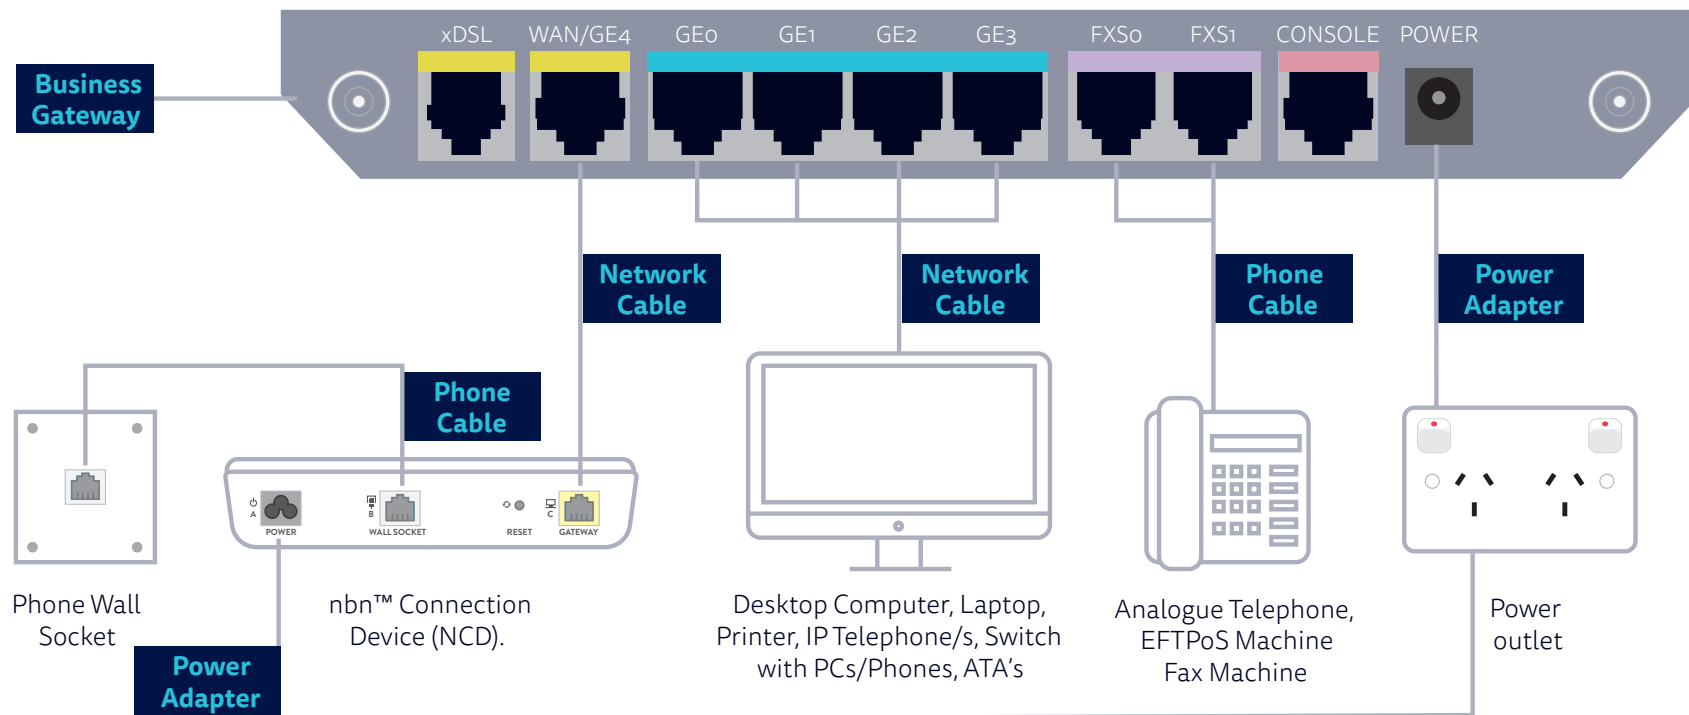 xDSL WAN/GE4 GE0 GE1 GE2 GE3 FXS0 FXS1 CONSOLE POWER
Business
Gateway
Network
Cable
Network
Cable
Phone
Cable
Power
Adapter
Phone
Cable
A
POWER
B
WALL SOCKET
RESET
C
GATEWAY
Phone Wall
Socket
nbn™ Connection
Device (NCD).
Desktop Computer, Laptop,
Printer, IP Telephone/s, Switch
with PCs/Phones, ATA's
Analogue Telephone,
EFTPoS Machine
Fax Machine
Power
outlet
Power
Adapter